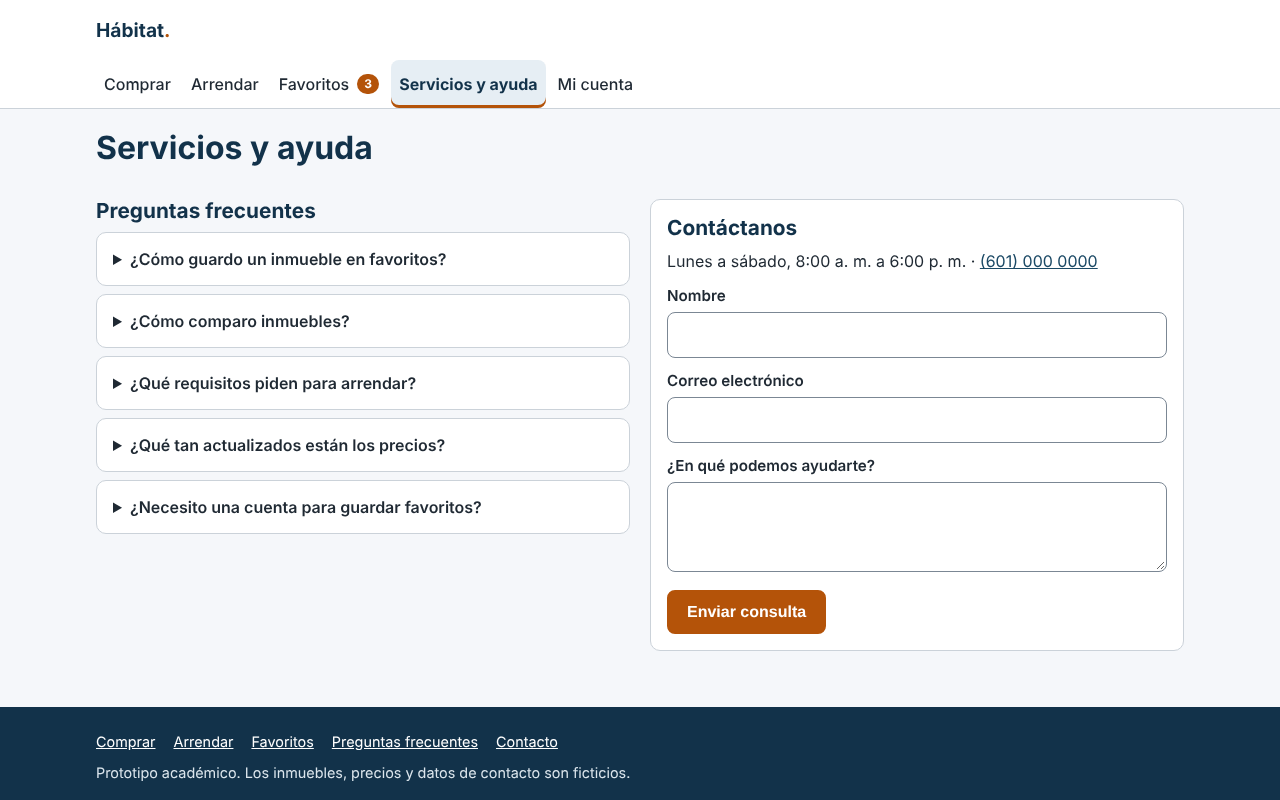 Hábitat.
Comprar Arrendar Favoritos 3 Servicios y ayuda Mi cuenta
Servicios y ayuda
Preguntas frecuentes
¿Cómo guardo un inmueble en favoritos?
¿Cómo comparo inmuebles?
¿Qué requisitos piden para arrendar?
¿Qué tan actualizados están los precios?
¿Necesito una cuenta para guardar favoritos?
Contáctanos
Lunes a sábado, 8:00 a. m. a 6:00 p. m. · (601) 000 0000
Nombre
Correo electrónico
¿En qué podemos ayudarte?
Enviar consulta
Comprar Arrendar Favoritos Preguntas frecuentes Contacto
Prototipo académico. Los inmuebles, precios y datos de contacto son ficticios.